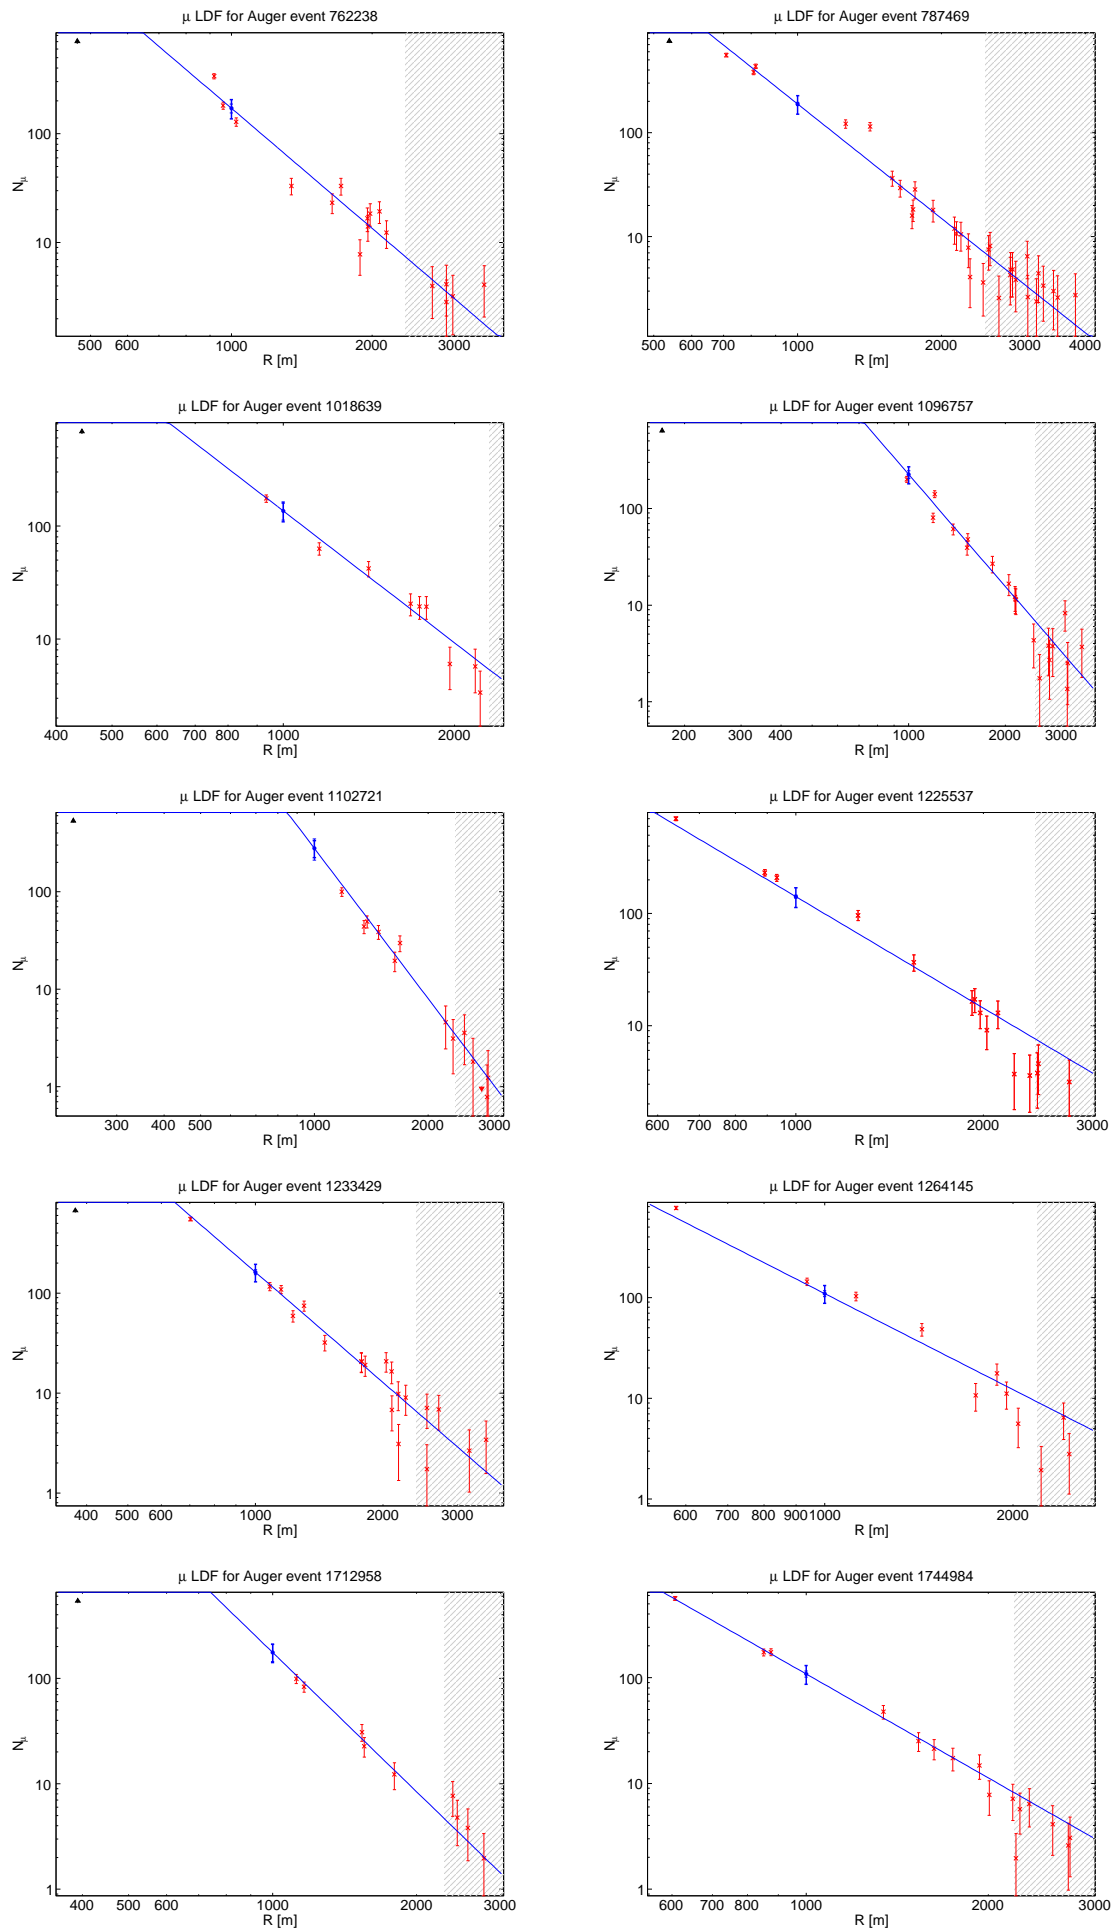 μ LDF for Auger event 762238
N_μ
100
10
500 600 1000 2000 3000
R [m]
μ LDF for Auger event 787469
N_μ
100
10
500 600 700 1000 2000 3000 4000
R [m]
μ LDF for Auger event 1018639
N_μ
100
10
400 500 600 700 800 1000 2000
R [m]
μ LDF for Auger event 1096757
N_μ
100
10
1
200 300 400 1000 2000 3000
R [m]
μ LDF for Auger event 1102721
N_μ
100
10
1
300 400 500 1000 2000 3000
R [m]
μ LDF for Auger event 1225537
N_μ
100
10
600 700 800 1000 2000 3000
R [m]
μ LDF for Auger event 1233429
N_μ
100
10
1
400 500 600 1000 2000 3000
R [m]
μ LDF for Auger event 1264145
N_μ
100
10
1
600 700 800 900 1000 2000
R [m]
μ LDF for Auger event 1712958
N_μ
100
10
1
400 500 1000 2000 3000
R [m]
μ LDF for Auger event 1744984
N_μ
100
10
1
600 700 800 1000 2000 3000
R [m]